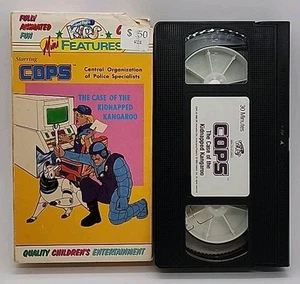 FULLY
ANIMATED
FUN
Mini
FEATURES
$ .50
Starring
COPS
Central Organization
of Police Specialists
THE CASE OF THE
KIDNAPPED
KANGAROO
QUALITY CHILDREN'S ENTERTAINMENT
30 Minutes
COPS
The Case of the
Kidnapped Kangaroo